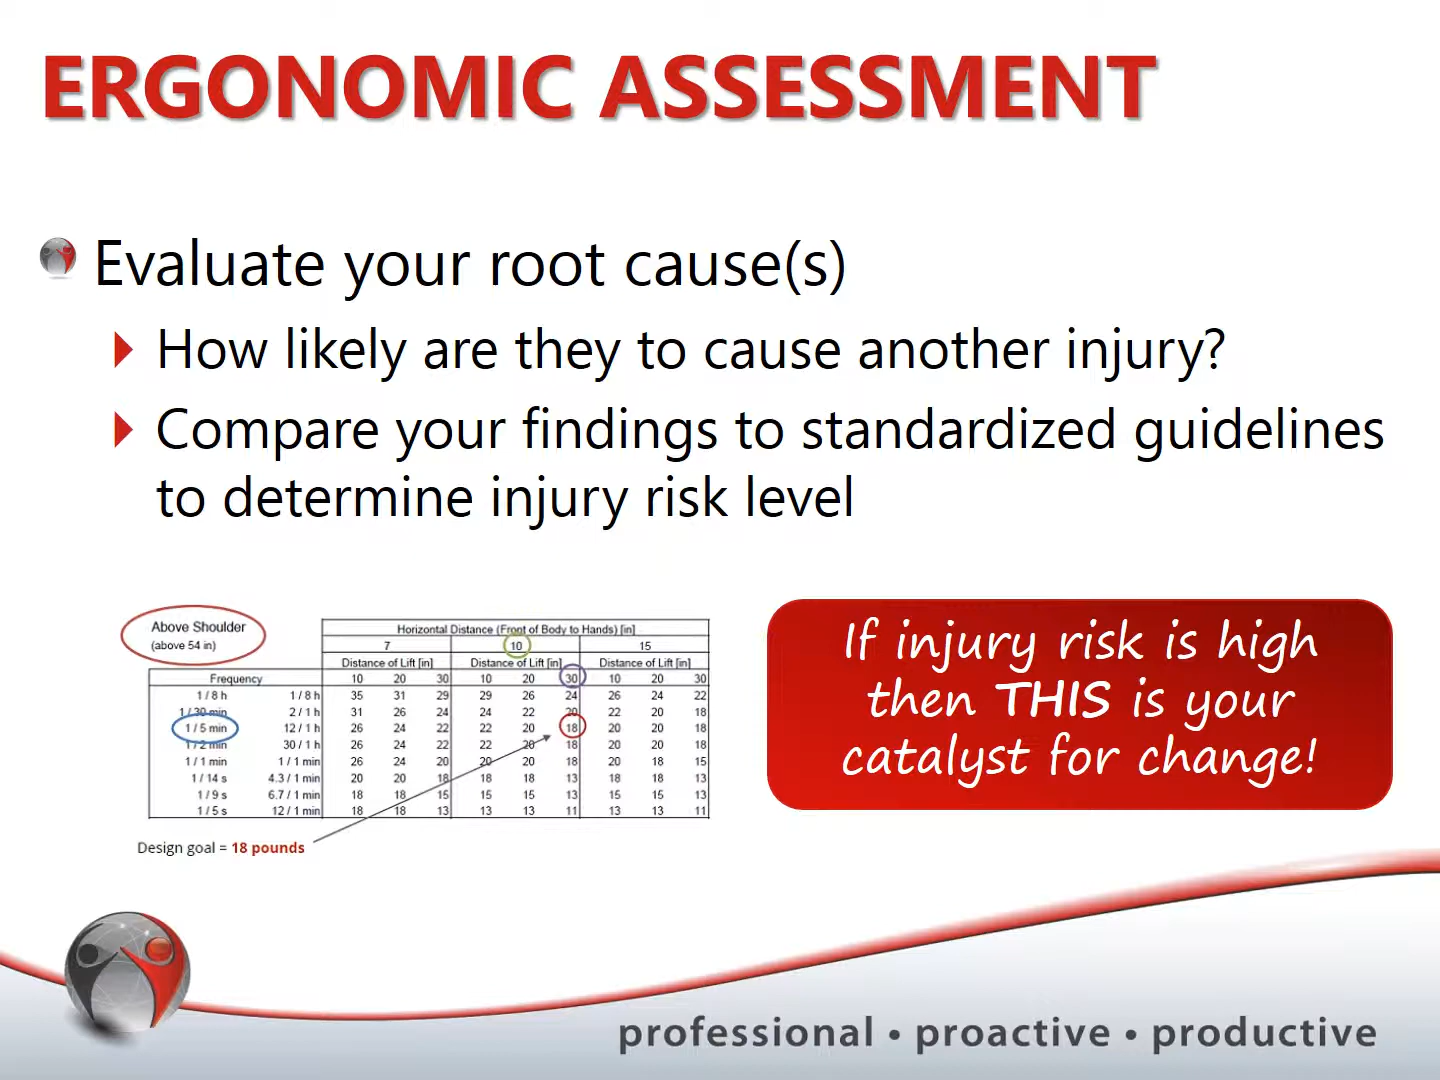 ERGONOMIC ASSESSMENT
Evaluate your root cause(s)
How likely are they to cause another injury?
Compare your findings to standardized guidelines
to determine injury risk level
Above Shoulder
(above 54 in)
Horizontal Distance (Front of Body to Hands) [in]
7 10 15
Distance of Lift [in] Distance of Lift [in] Distance of Lift [in]
Frequency 10 20 30 10 20 30 10 20 30
1 / 8 h 1 / 8 h 35 31 29 29 26 24 26 24 22
1 / 30 min 2 / 1 h 31 26 24 24 22 20 22 20 18
1 / 5 min 12 / 1 h 26 24 22 22 20 18 20 20 18
1 / 2 min 30 / 1 h 26 24 22 22 20 18 20 20 18
1 / 1 min 1 / 1 min 26 24 20 20 20 18 20 18 15
1 / 14 s 4.3 / 1 min 20 20 18 18 18 13 18 18 13
1 / 9 s 6.7 / 1 min 18 18 15 15 15 13 15 15 13
1 / 5 s 12 / 1 min 18 18 13 13 13 11 13 13 11
Design goal = 18 pounds
If injury risk is high
then THIS is your
catalyst for change!
professional • proactive • productive